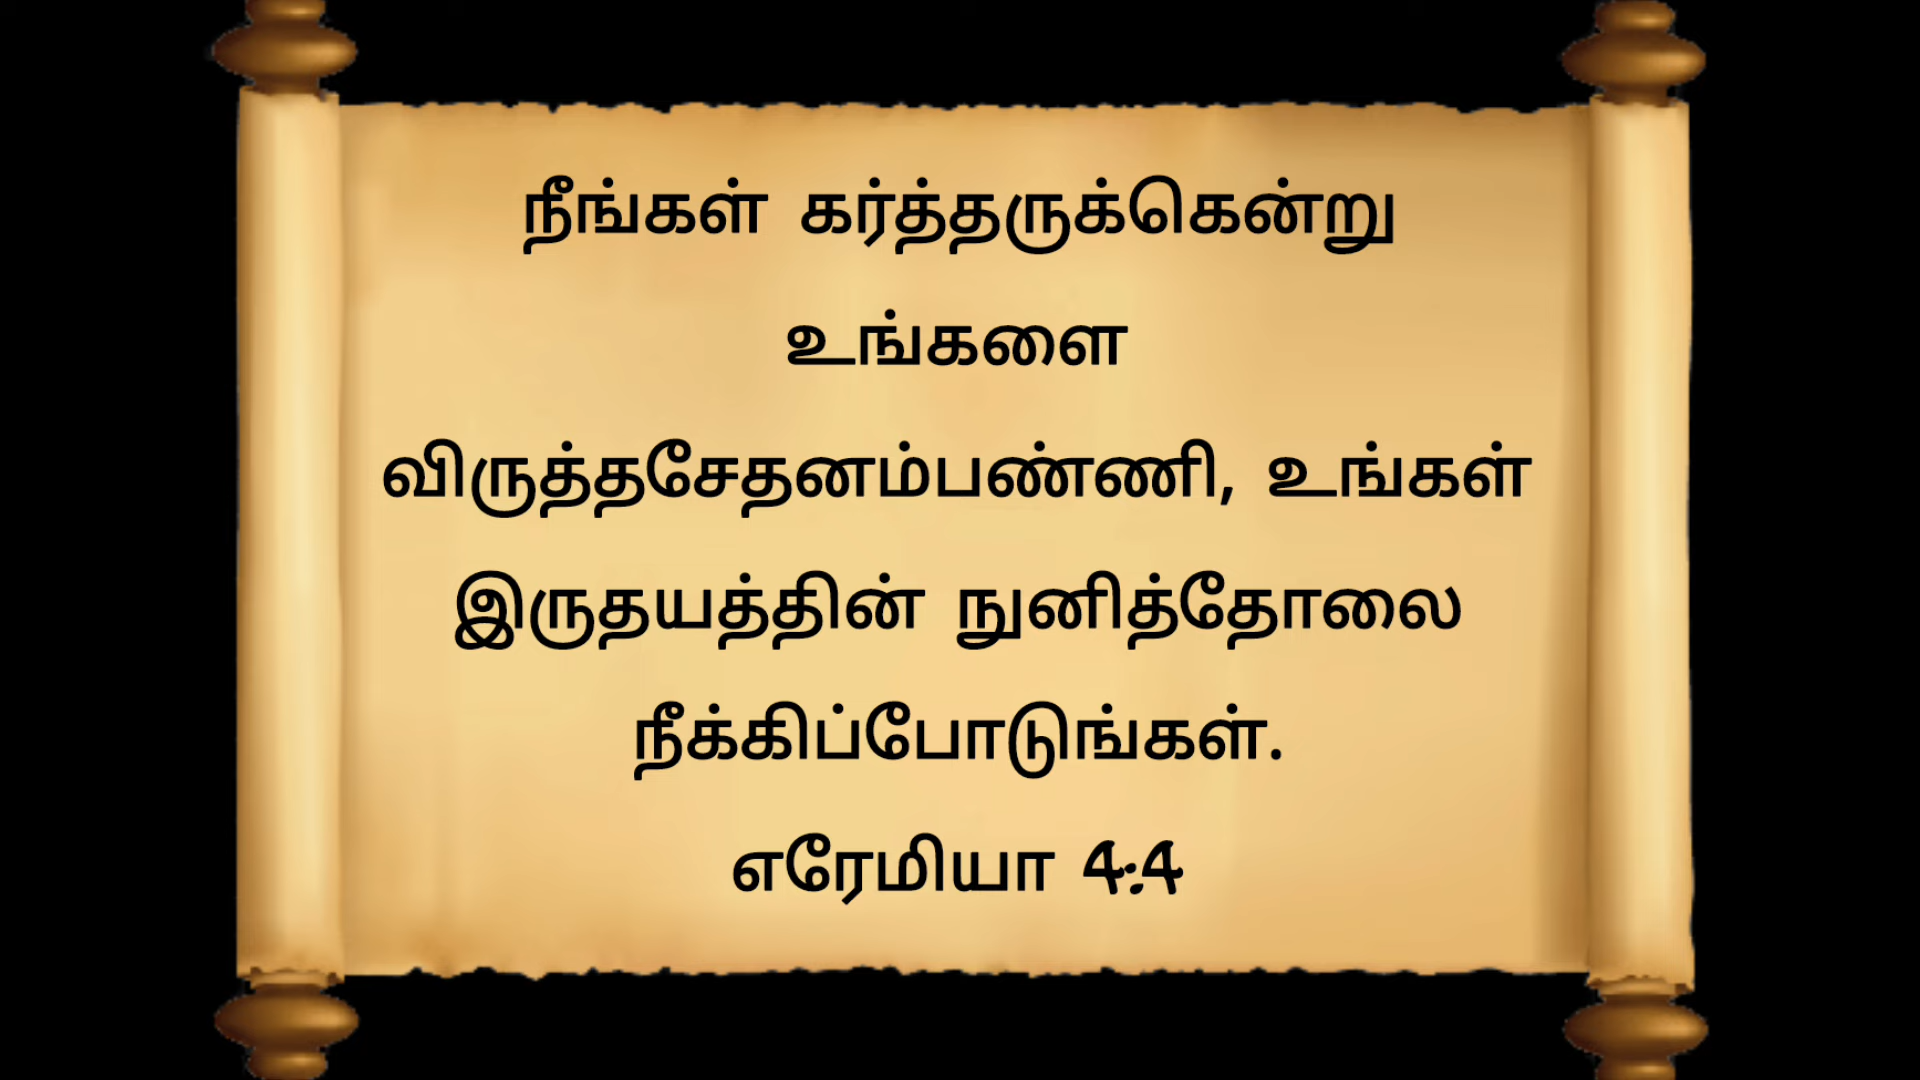 நீங்கள் கர்த்தருக்கென்று
உங்களை
விருத்தசேதனம்பண்ணி, உங்கள்
இருதயத்தின் நுனித்தோலை
நீக்கிப்போடுங்கள்.
எரேமியா 4:4